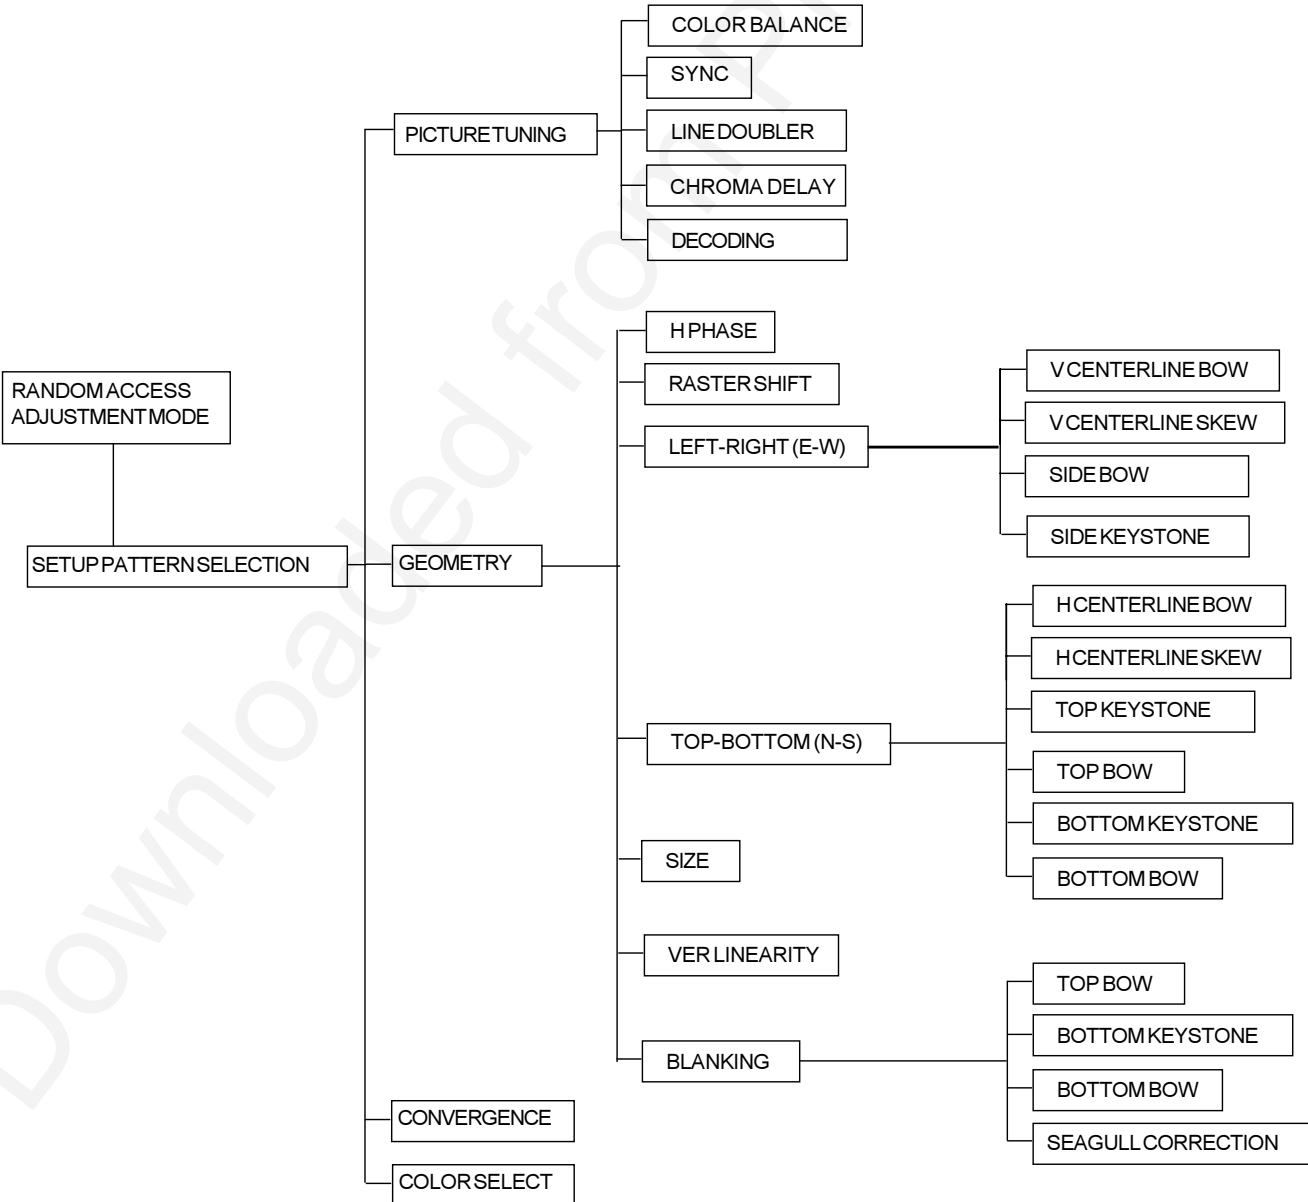 COLOR BALANCE
SYNC
PICTURE TUNING
LINE DOUBLER
CHROMA DELAY
DECODING
H PHASE
RASTER SHIFT
LEFT-RIGHT (E-W)
V CENTERLINE BOW
V CENTERLINE SKEW
SIDE BOW
SIDE KEYSTONE
RANDOM ACCESS
ADJUSTMENT MODE
SETUP PATTERN SELECTION
GEOMETRY
H CENTERLINE BOW
H CENTERLINE SKEW
TOP KEYSTONE
TOP-BOTTOM (N-S)
TOP BOW
BOTTOM KEYSTONE
BOTTOM BOW
SIZE
VER LINEARITY
BLANKING
TOP BOW
BOTTOM KEYSTONE
BOTTOM BOW
SEAGULL CORRECTION
CONVERGENCE
COLOR SELECT
Downloaded from